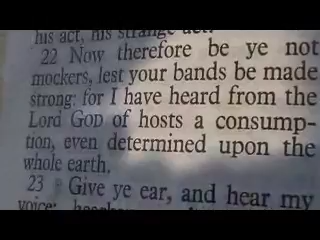 his act, his strange act.
22 Now therefore be ye not
mockers, lest your bands be made
strong: for I have heard from the
Lord GOD of hosts a consump-
tion, even determined upon the
whole earth.
23 Give ye ear, and hear my
voice; hearken